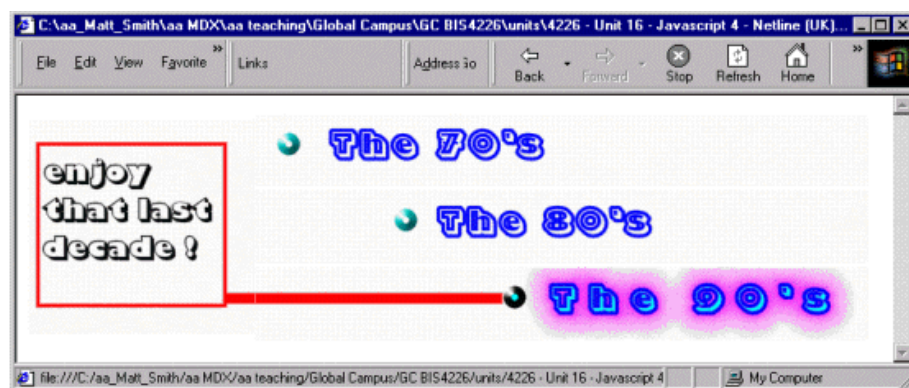 C:\aa_Matt_Smith\aa MDX\aa teaching\Global Campus\GC BIS4226\units\4226 - Unit 16 - Javascript 4 - Netline (UK)...
File Edit View Favorite » Links Address Back Forward Stop Refresh Home »
The 70's
enjoy
that last
decade !
The 80's
The 90's
file:///C:/aa_Matt_Smith/aa MDX/aa teaching/Global Campus/GC BIS4226/units/4226 - Unit 16 - Javascript 4 My Computer